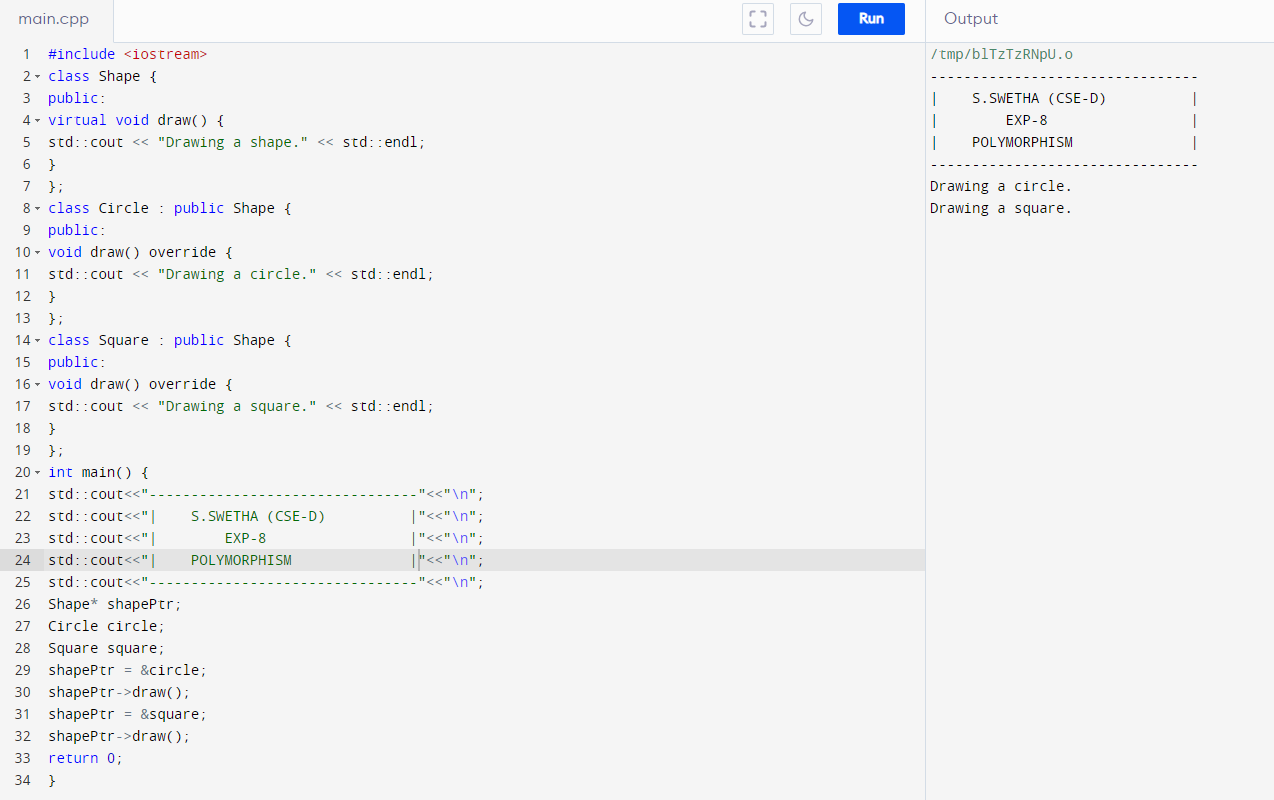 main.cpp
Run
Output
1 #include <iostream>
2 class Shape {
3 public:
4 virtual void draw() {
5 std::cout << "Drawing a shape." << std::endl;
6 }
7 };
8 class Circle : public Shape {
9 public:
10 void draw() override {
11 std::cout << "Drawing a circle." << std::endl;
12 }
13 };
14 class Square : public Shape {
15 public:
16 void draw() override {
17 std::cout << "Drawing a square." << std::endl;
18 }
19 };
20 int main() {
21 std::cout<<"--------------------------------"<<"\n";
22 std::cout<<"|    S.SWETHA (CSE-D)          |"<<"\n";
23 std::cout<<"|        EXP-8                 |"<<"\n";
24 std::cout<<"|    POLYMORPHISM              |"<<"\n";
25 std::cout<<"--------------------------------"<<"\n";
26 Shape* shapePtr;
27 Circle circle;
28 Square square;
29 shapePtr = &circle;
30 shapePtr->draw();
31 shapePtr = &square;
32 shapePtr->draw();
33 return 0;
34 }
/tmp/blTzTzRNpU.o
--------------------------------
|    S.SWETHA (CSE-D)          |
|        EXP-8                 |
|    POLYMORPHISM              |
--------------------------------
Drawing a circle.
Drawing a square.